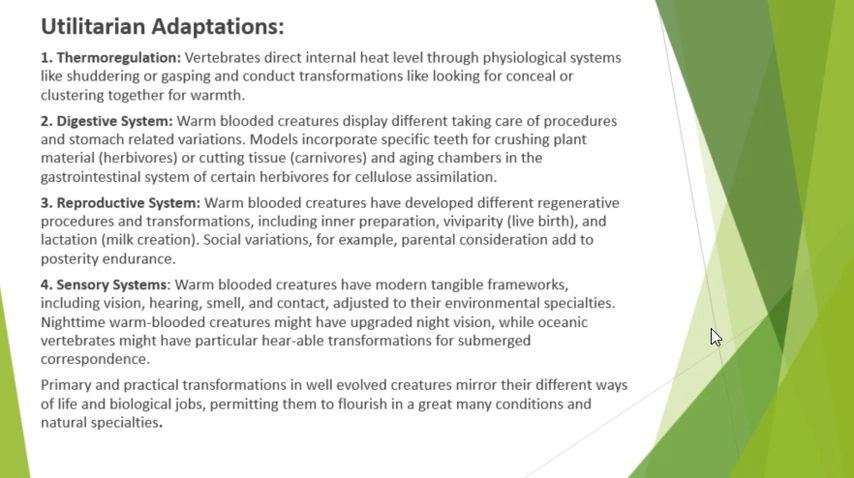 Utilitarian Adaptations:
1. Thermoregulation: Vertebrates direct internal heat level through physiological systems
like shuddering or gasping and conduct transformations like looking for conceal or
clustering together for warmth.
2. Digestive System: Warm blooded creatures display different taking care of procedures
and stomach related variations. Models incorporate specific teeth for crushing plant
material (herbivores) or cutting tissue (carnivores) and aging chambers in the
gastrointestinal system of certain herbivores for cellulose assimilation.
3. Reproductive System: Warm blooded creatures have developed different regenerative
procedures and transformations, including inner preparation, viviparity (live birth), and
lactation (milk creation). Social variations, for example, parental consideration add to
posterity endurance.
4. Sensory Systems: Warm blooded creatures have modern tangible frameworks,
including vision, hearing, smell, and contact, adjusted to their environmental specialties.
Nighttime warm-blooded creatures might have upgraded night vision, while oceanic
vertebrates might have particular hear-able transformations for submerged
correspondence.
Primary and practical transformations in well evolved creatures mirror their different ways
of life and biological jobs, permitting them to flourish in a great many conditions and
natural specialties.